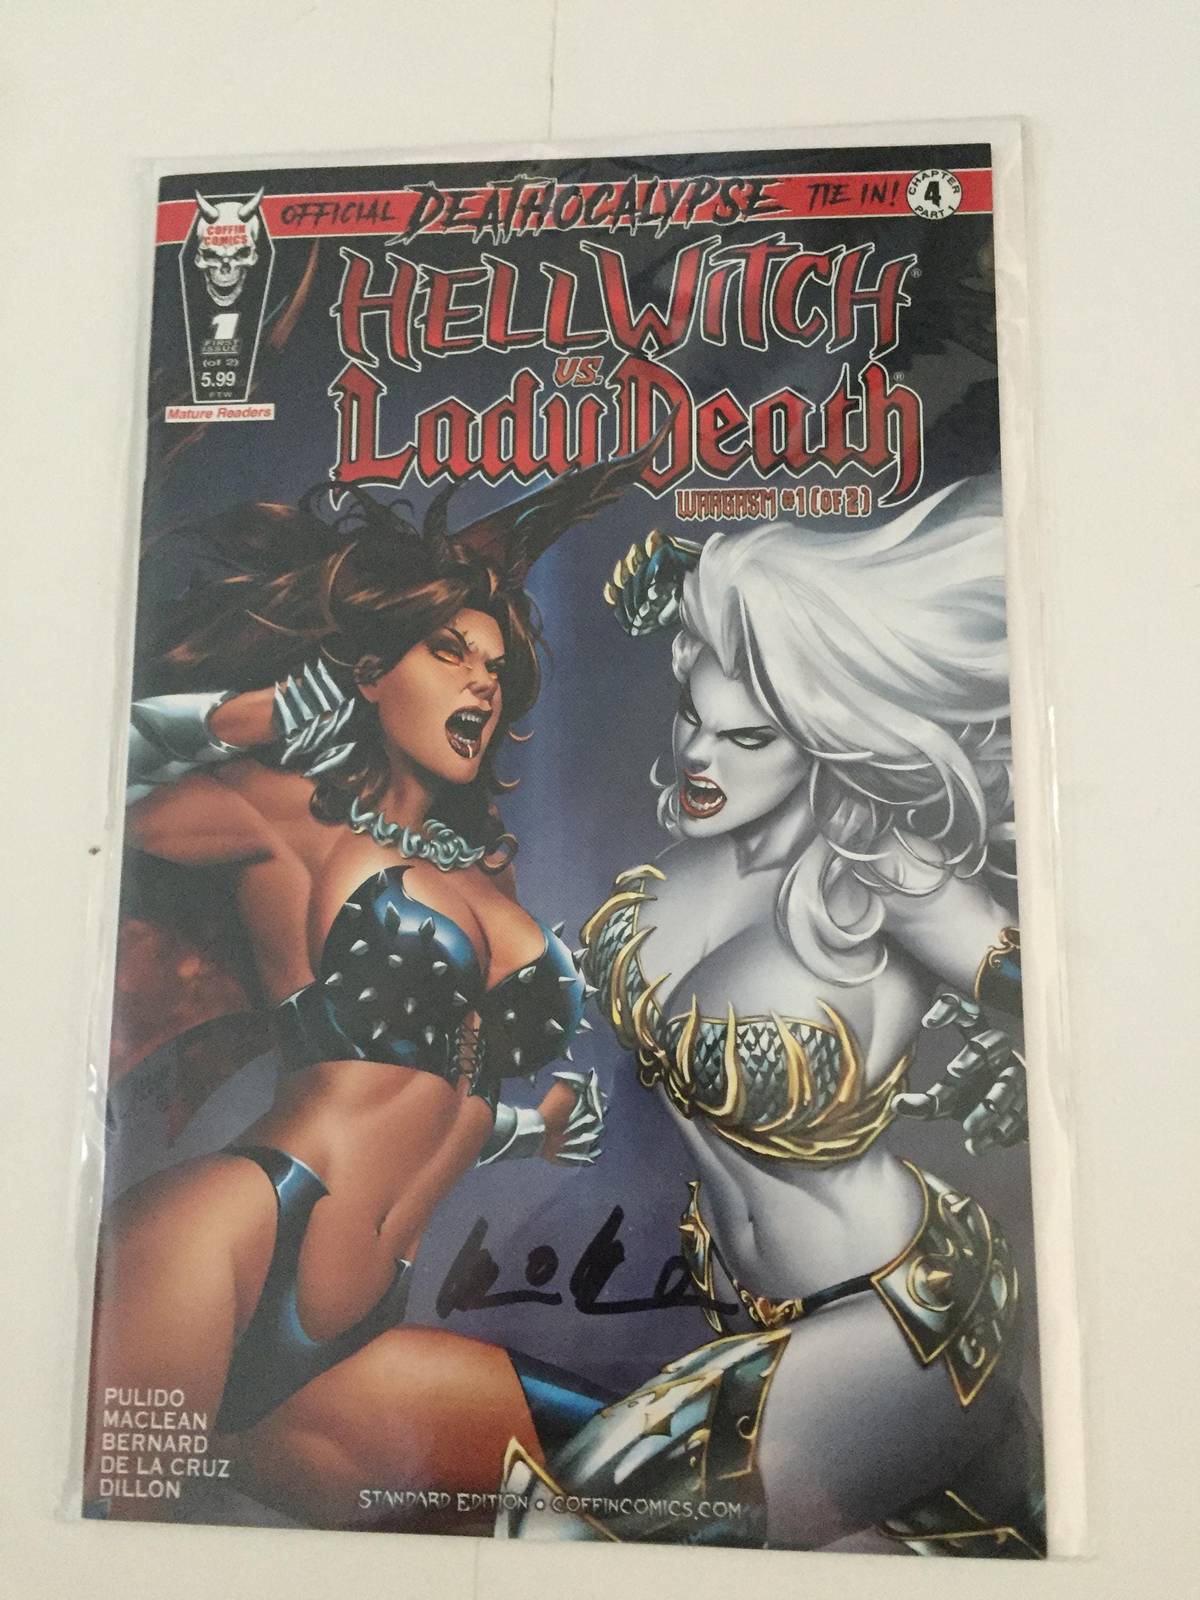 OFFICIAL DEATHOCALYPSE TIE IN!
CHAPTER
4
PART 1
COFFIN
COMICS
1
FIRST
ISSUE
(of 2)
5.99
FTW
Mature Readers
HELLWITCH®
VS.
Lady Death®
WARGASM #1 (OF 2)
PULIDO
MACLEAN
BERNARD
DE LA CRUZ
DILLON
STANDARD EDITION • COFFINCOMICS.COM